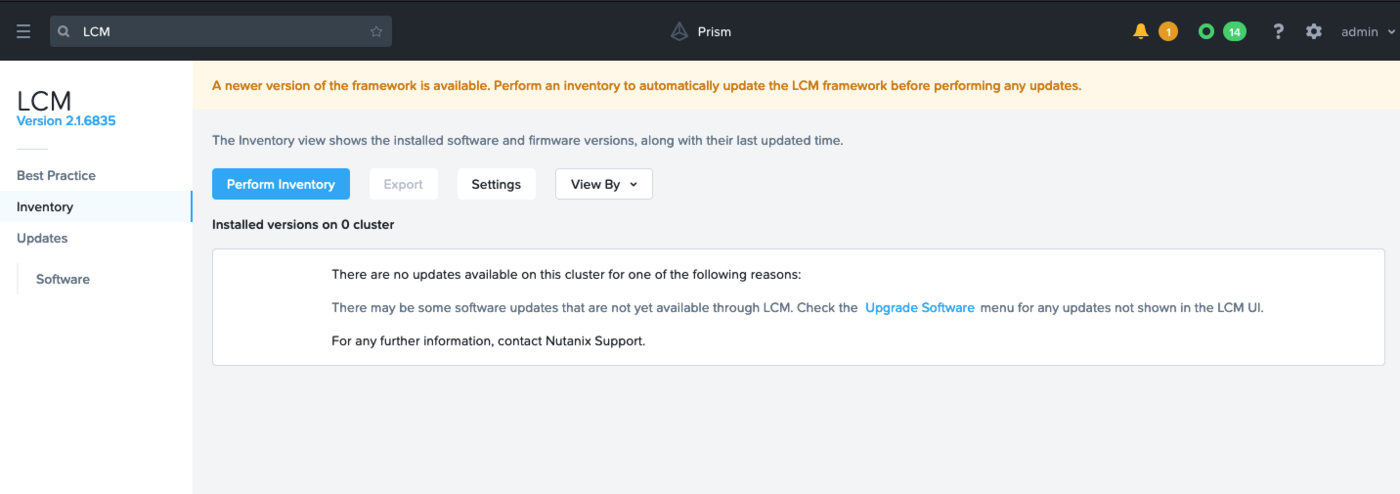 LCM
Prism
1
14
?
admin
LCM
Version 2.1.6835
Best Practice
Inventory
Updates
Software
A newer version of the framework is available. Perform an inventory to automatically update the LCM framework before performing any updates.
The Inventory view shows the installed software and firmware versions, along with their last updated time.
Perform Inventory
Export
Settings
View By
Installed versions on 0 cluster
There are no updates available on this cluster for one of the following reasons:
There may be some software updates that are not yet available through LCM. Check the Upgrade Software menu for any updates not shown in the LCM UI.
For any further information, contact Nutanix Support.